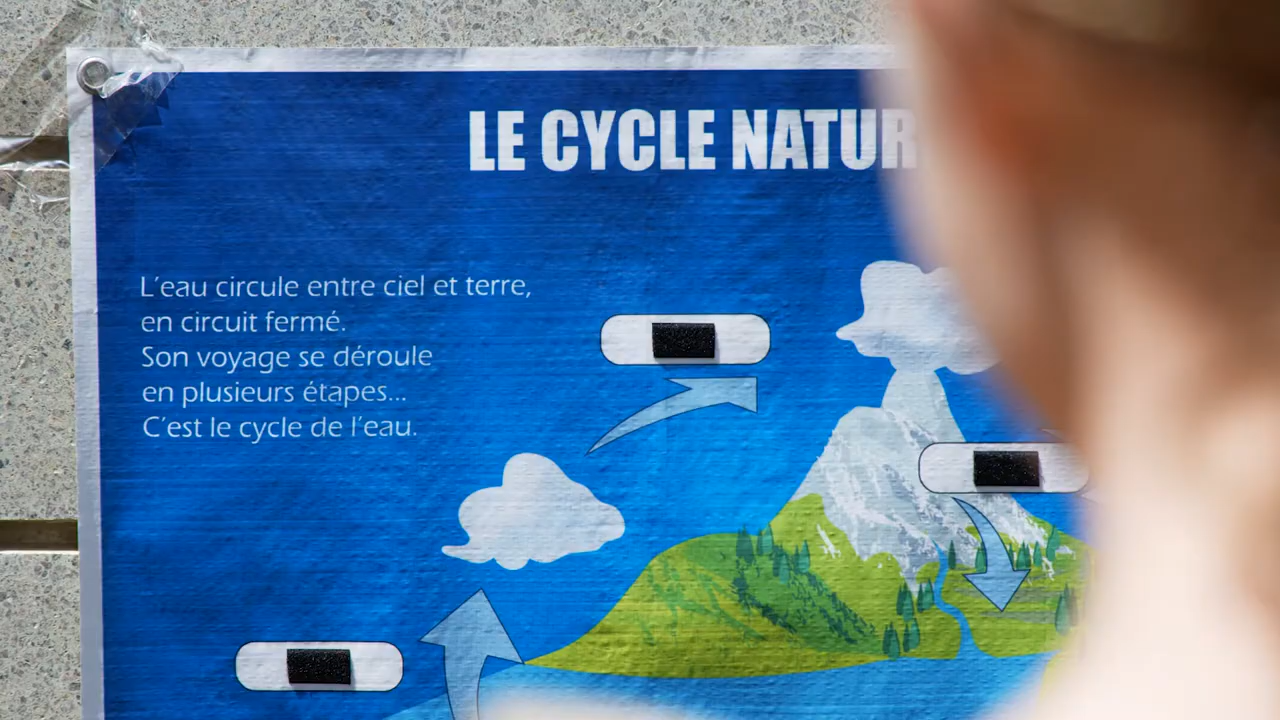 LE CYCLE NATUR
L'eau circule entre ciel et terre,
en circuit fermé.
Son voyage se déroule
en plusieurs étapes...
C'est le cycle de l'eau.